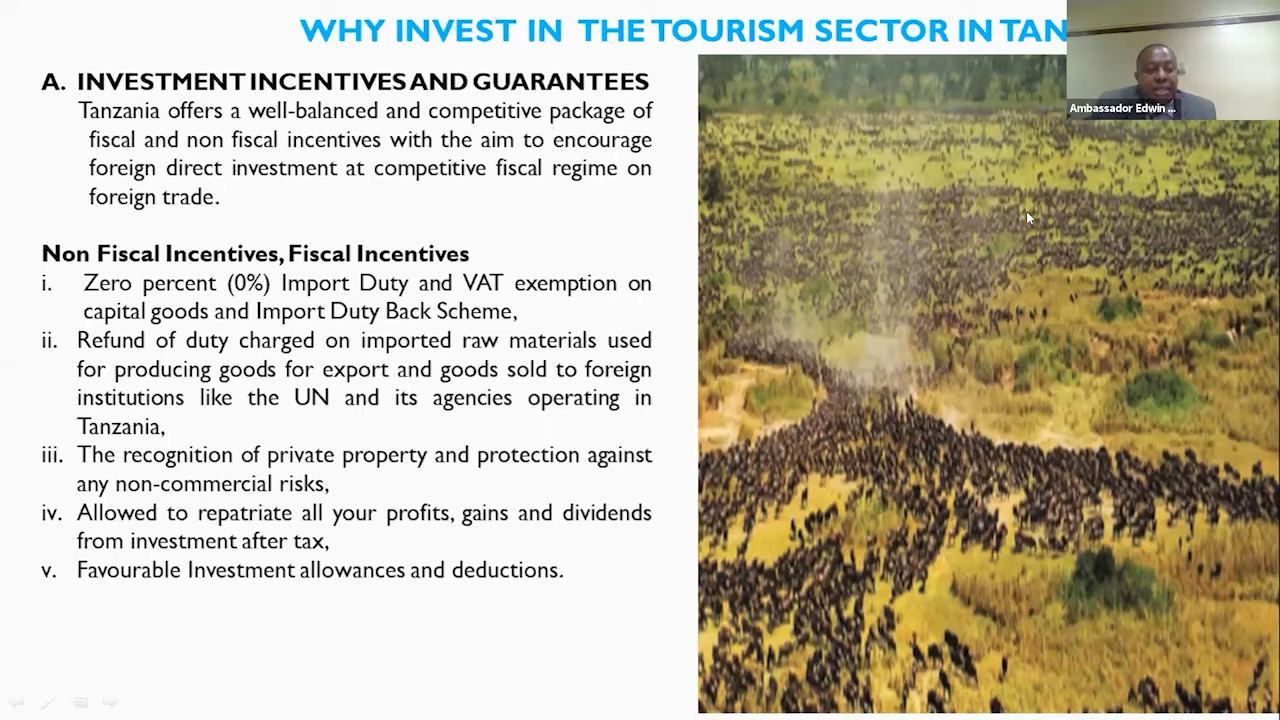 WHY INVEST IN THE TOURISM SECTOR IN TAN
Ambassador Edwin ...
A. INVESTMENT INCENTIVES AND GUARANTEES
Tanzania offers a well-balanced and competitive package of
fiscal and non fiscal incentives with the aim to encourage
foreign direct investment at competitive fiscal regime on
foreign trade.
Non Fiscal Incentives, Fiscal Incentives
i. Zero percent (0%) Import Duty and VAT exemption on
capital goods and Import Duty Back Scheme,
ii. Refund of duty charged on imported raw materials used
for producing goods for export and goods sold to foreign
institutions like the UN and its agencies operating in
Tanzania,
iii. The recognition of private property and protection against
any non-commercial risks,
iv. Allowed to repatriate all your profits, gains and dividends
from investment after tax,
v. Favourable Investment allowances and deductions.